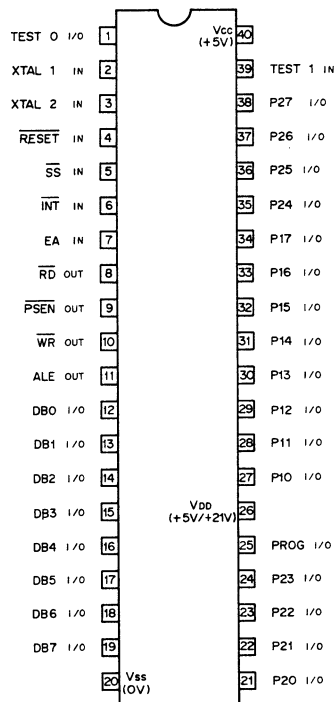 TEST 0 I/O 1 Vcc (+5V) 40
XTAL 1 IN 2 39 TEST 1 IN
XTAL 2 IN 3 38 P27 I/O
RESET IN 4 37 P26 I/O
SS IN 5 36 P25 I/O
INT IN 6 35 P24 I/O
EA IN 7 34 P17 I/O
RD OUT 8 33 P16 I/O
PSEN OUT 9 32 P15 I/O
WR OUT 10 31 P14 I/O
ALE OUT 11 30 P13 I/O
DB0 I/O 12 29 P12 I/O
DB1 I/O 13 28 P11 I/O
DB2 I/O 14 27 P10 I/O
DB3 I/O 15 VDD (+5V/+21V) 26
DB4 I/O 16 25 PROG I/O
DB5 I/O 17 24 P23 I/O
DB6 I/O 18 23 P22 I/O
DB7 I/O 19 22 P21 I/O
20 Vss (0V) 21 P20 I/O